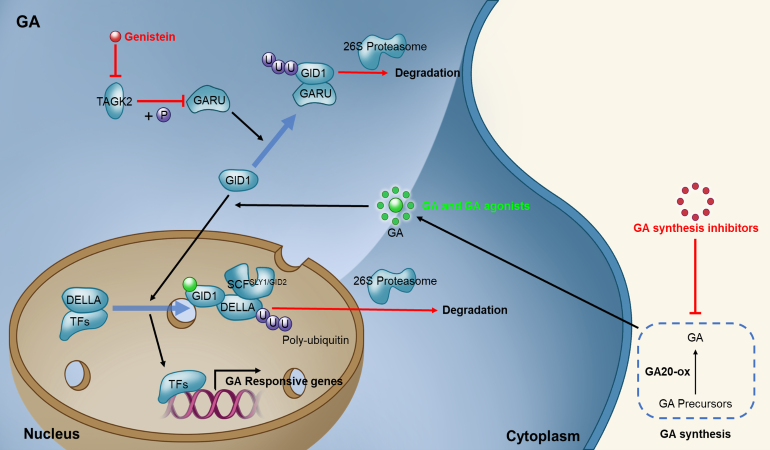 GA
Genistein
TAGK2
+ P
GARU
U U U
GID1
GARU
26S Proteasome
Degradation
GID1
GA and GA agonists
GA
GA synthesis inhibitors
DELLA
TFs
GID1
SCFSLY1/GID2
DELLA
U U U
Poly-ubiquitin
26S Proteasome
Degradation
TFs
GA Responsive genes
GA
GA20-ox
GA Precursors
GA synthesis
Nucleus
Cytoplasm